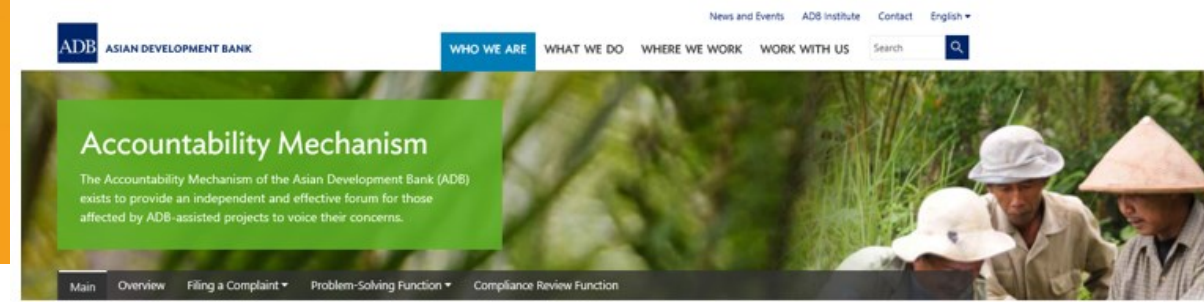 News and Events ADB Institute Contact English
ADB ASIAN DEVELOPMENT BANK WHO WE ARE WHAT WE DO WHERE WE WORK WORK WITH US Search
Accountability Mechanism
The Accountability Mechanism of the Asian Development Bank (ADB)
exists to provide an independent and effective forum for those
affected by ADB-assisted projects to voice their concerns.
Main Overview Filing a Complaint Problem-Solving Function Compliance Review Function